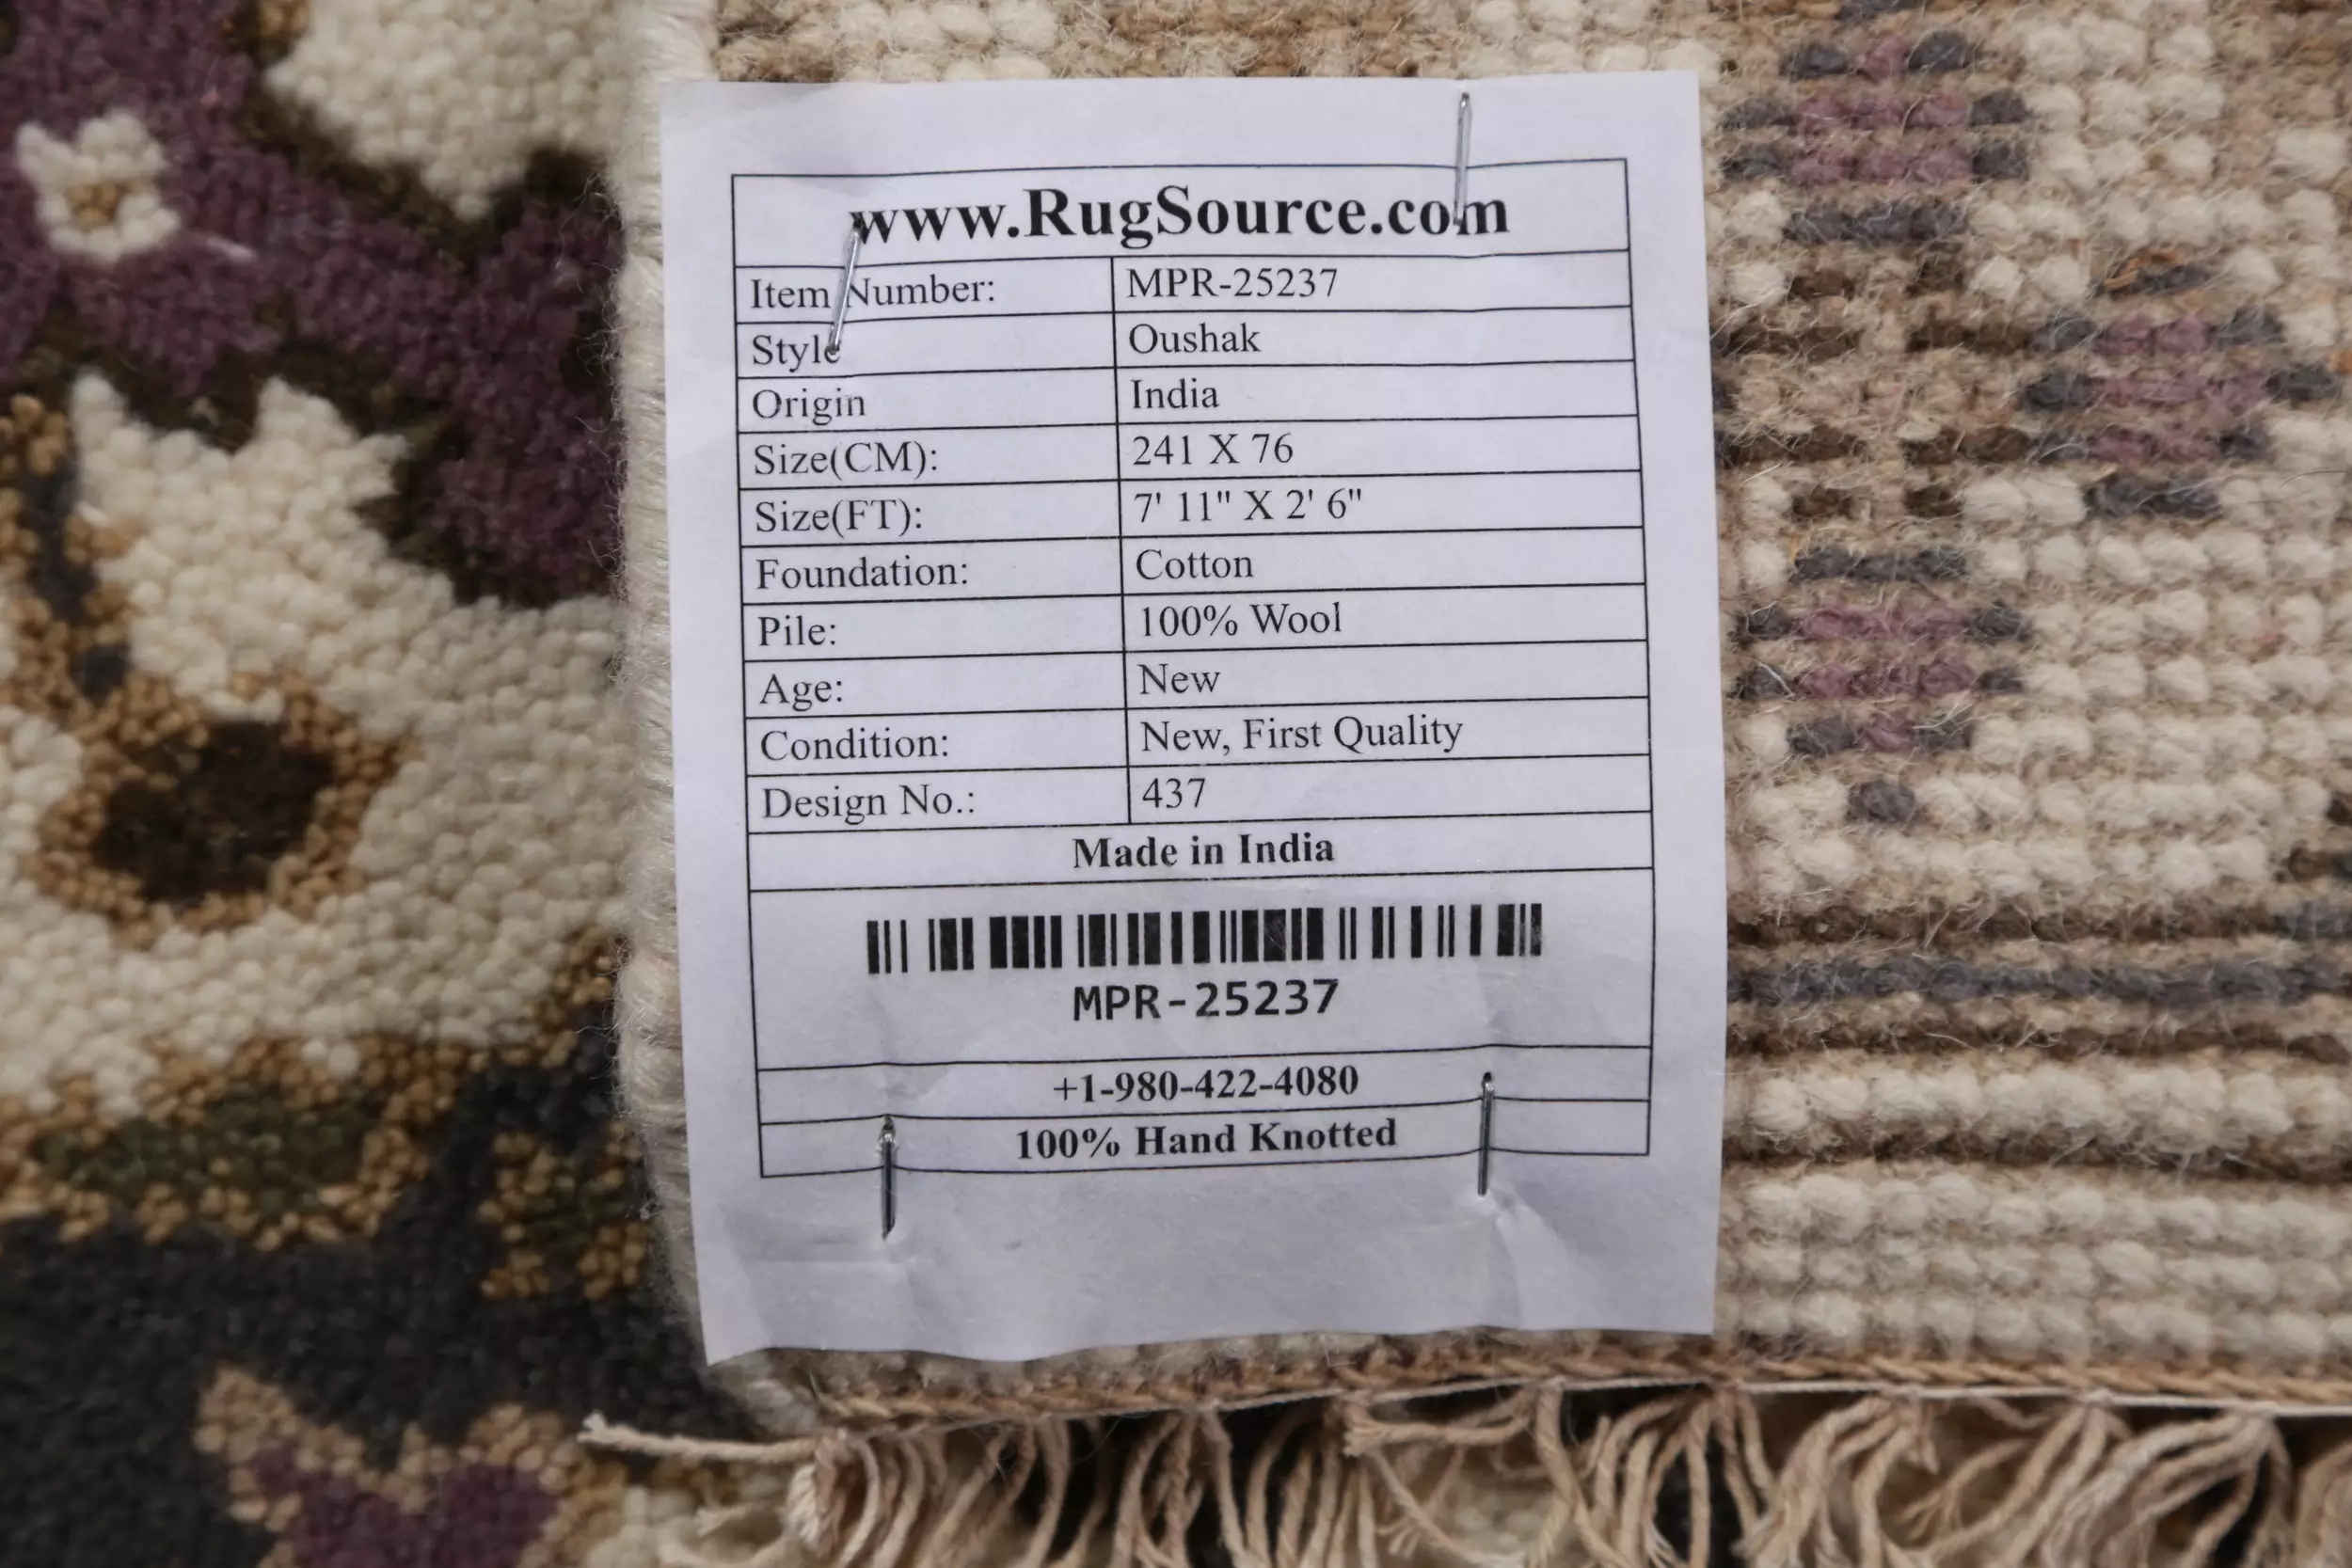 www.RugSource.com
Item Number: MPR-25237
Style Oushak
Origin India
Size(CM): 241 X 76
Size(FT): 7' 11" X 2' 6"
Foundation: Cotton
Pile: 100% Wool
Age: New
Condition: New, First Quality
Design No.: 437
Made in India
MPR-25237
+1-980-422-4080
100% Hand Knotted